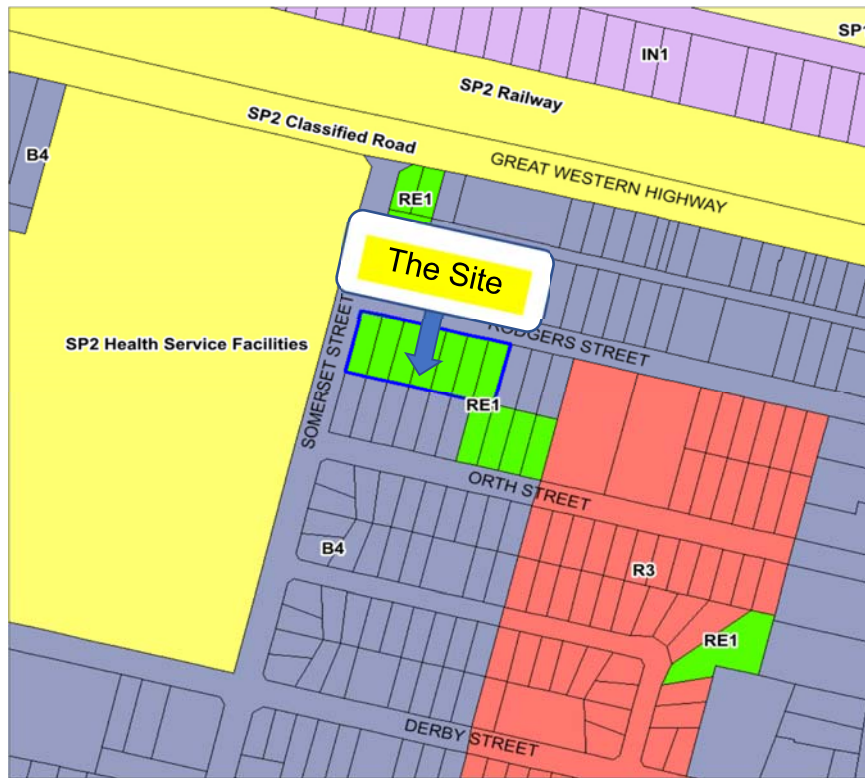 SP1
IN1
SP2 Railway
SP2 Classified Road
B4
GREAT WESTERN HIGHWAY
RE1
The Site
RODGERS STREET
SP2 Health Service Facilities
SOMERSET STREET
RE1
ORTH STREET
B4
R3
RE1
DERBY STREET